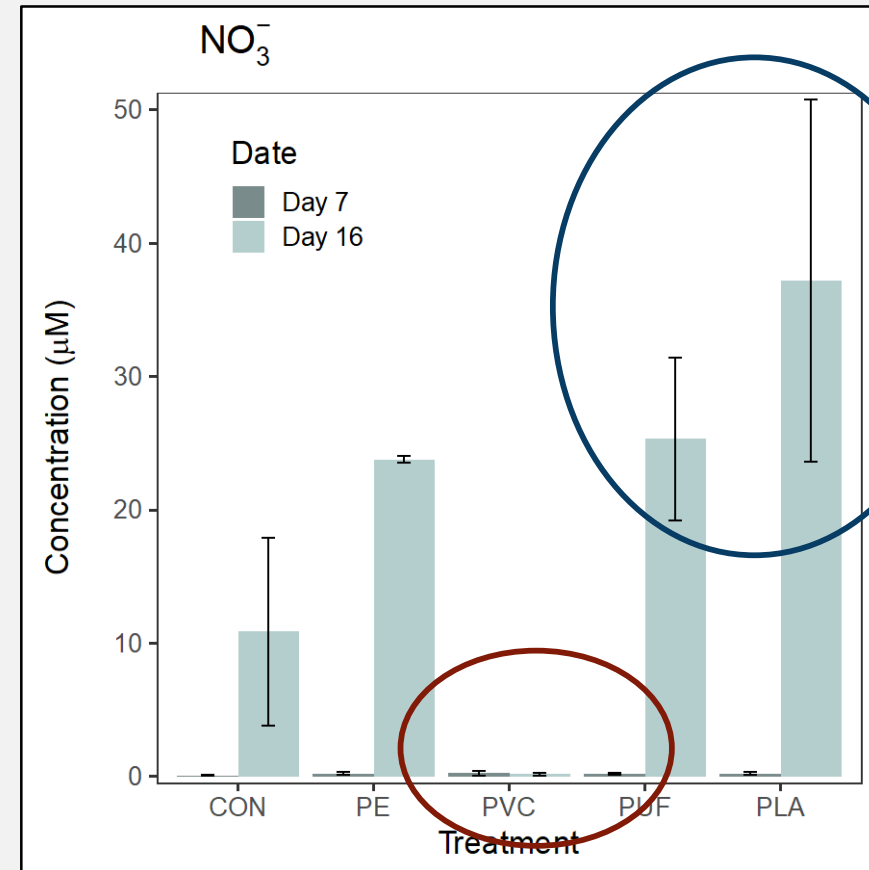 NO₃⁻
50
Date
Day 7
Day 16
40
30
20
10
0
Concentration (μM)
CON PE PVC PUF PLA
Treatment